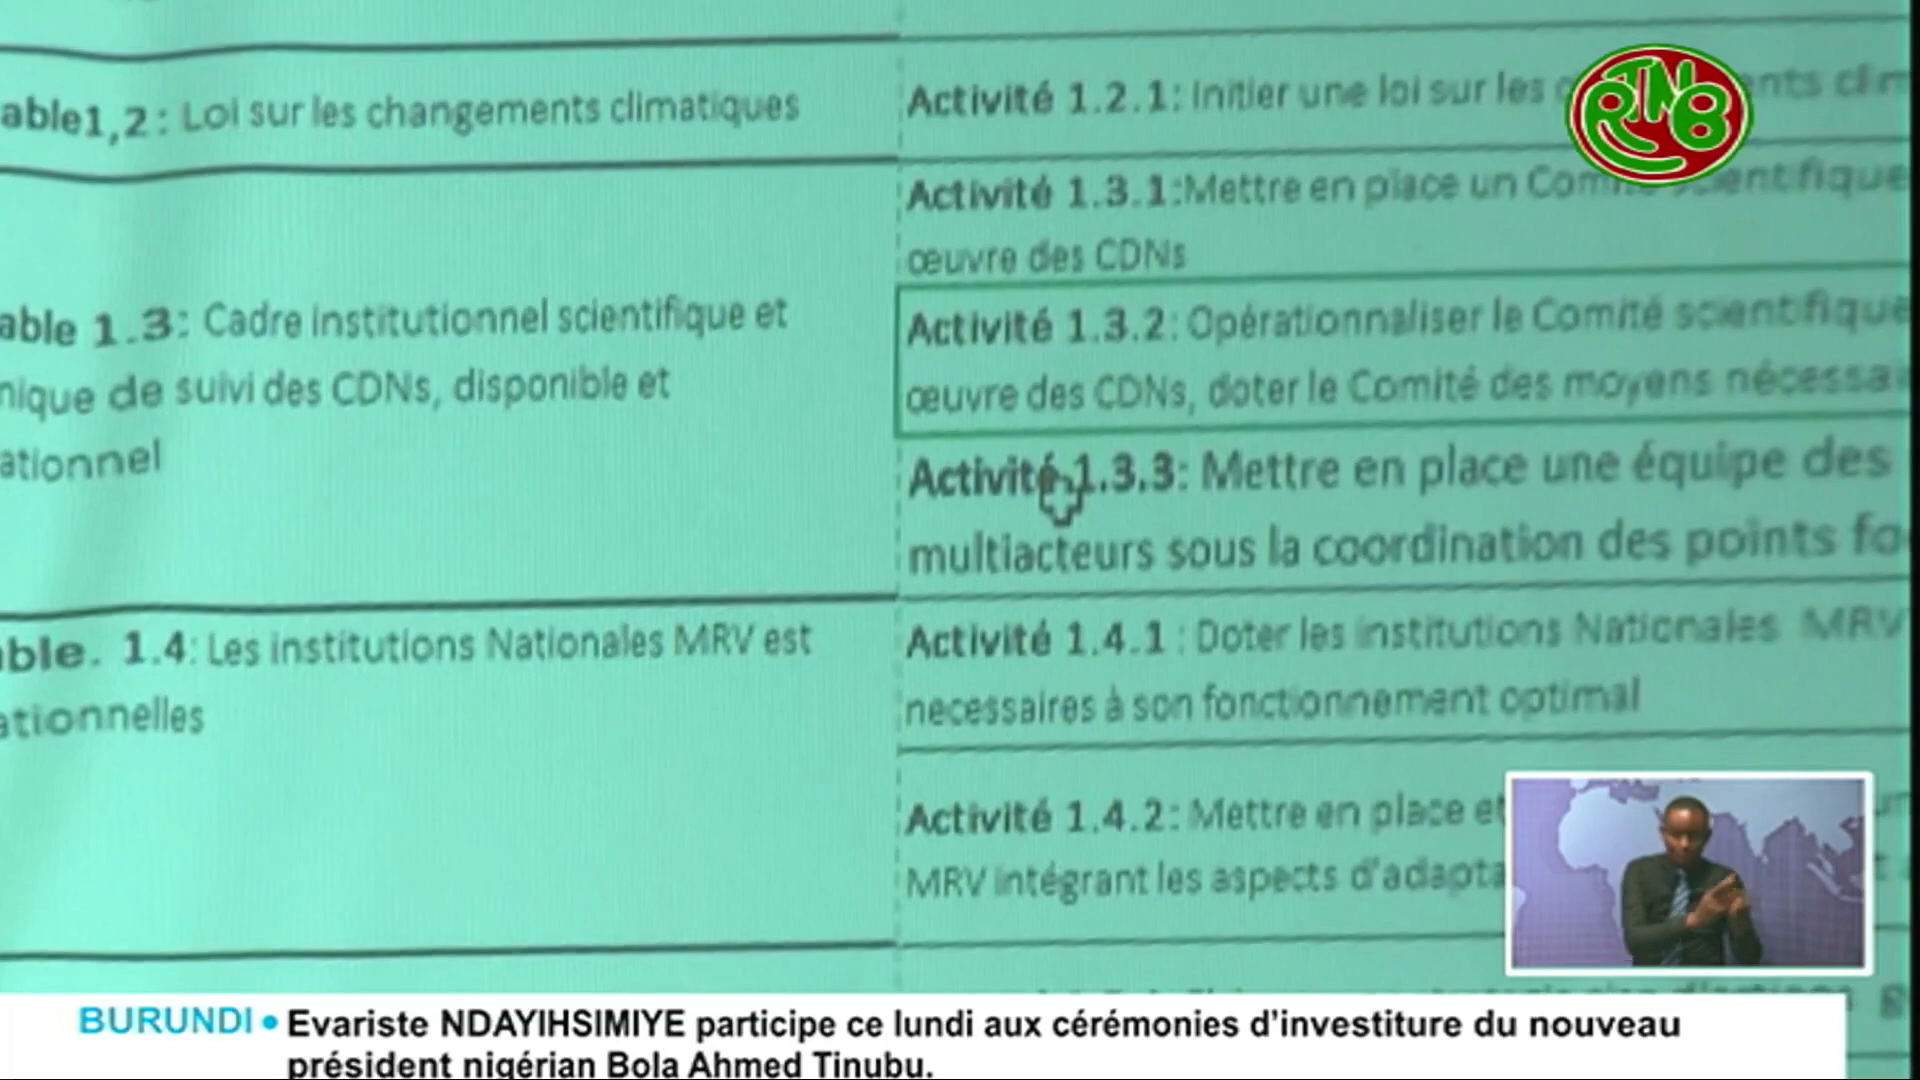 able1,2 : Loi sur les changements climatiques
able 1.3: Cadre institutionnel scientifique et
nique de suivi des CDNs, disponible et
ationnel
ble. 1.4: Les institutions Nationales MRV est
ationnelles
Activité 1.2.1: Initier une loi sur les
Activité 1.3.1:Mettre en place un scientifique
œuvre des CDNs
Activité 1.3.2: Opérationnaliser le Comité scientifique
œuvre des CDNs, doter le Comité des moyens
Activité 1.3.3: Mettre en place une équipe des
multiacteurs sous la coordination des points
Activité 1.4.1 : Doter les institutions Nationales MRV
necessaires à son fonctionnement optimal
Activité 1.4.2: Mettre en place et
MRV intégrant les aspects d'adapta
RTNB
BURUNDI • Evariste NDAYIHSIMIYE participe ce lundi aux cérémonies d'investiture du nouveau
président nigérian Bola Ahmed Tinubu.